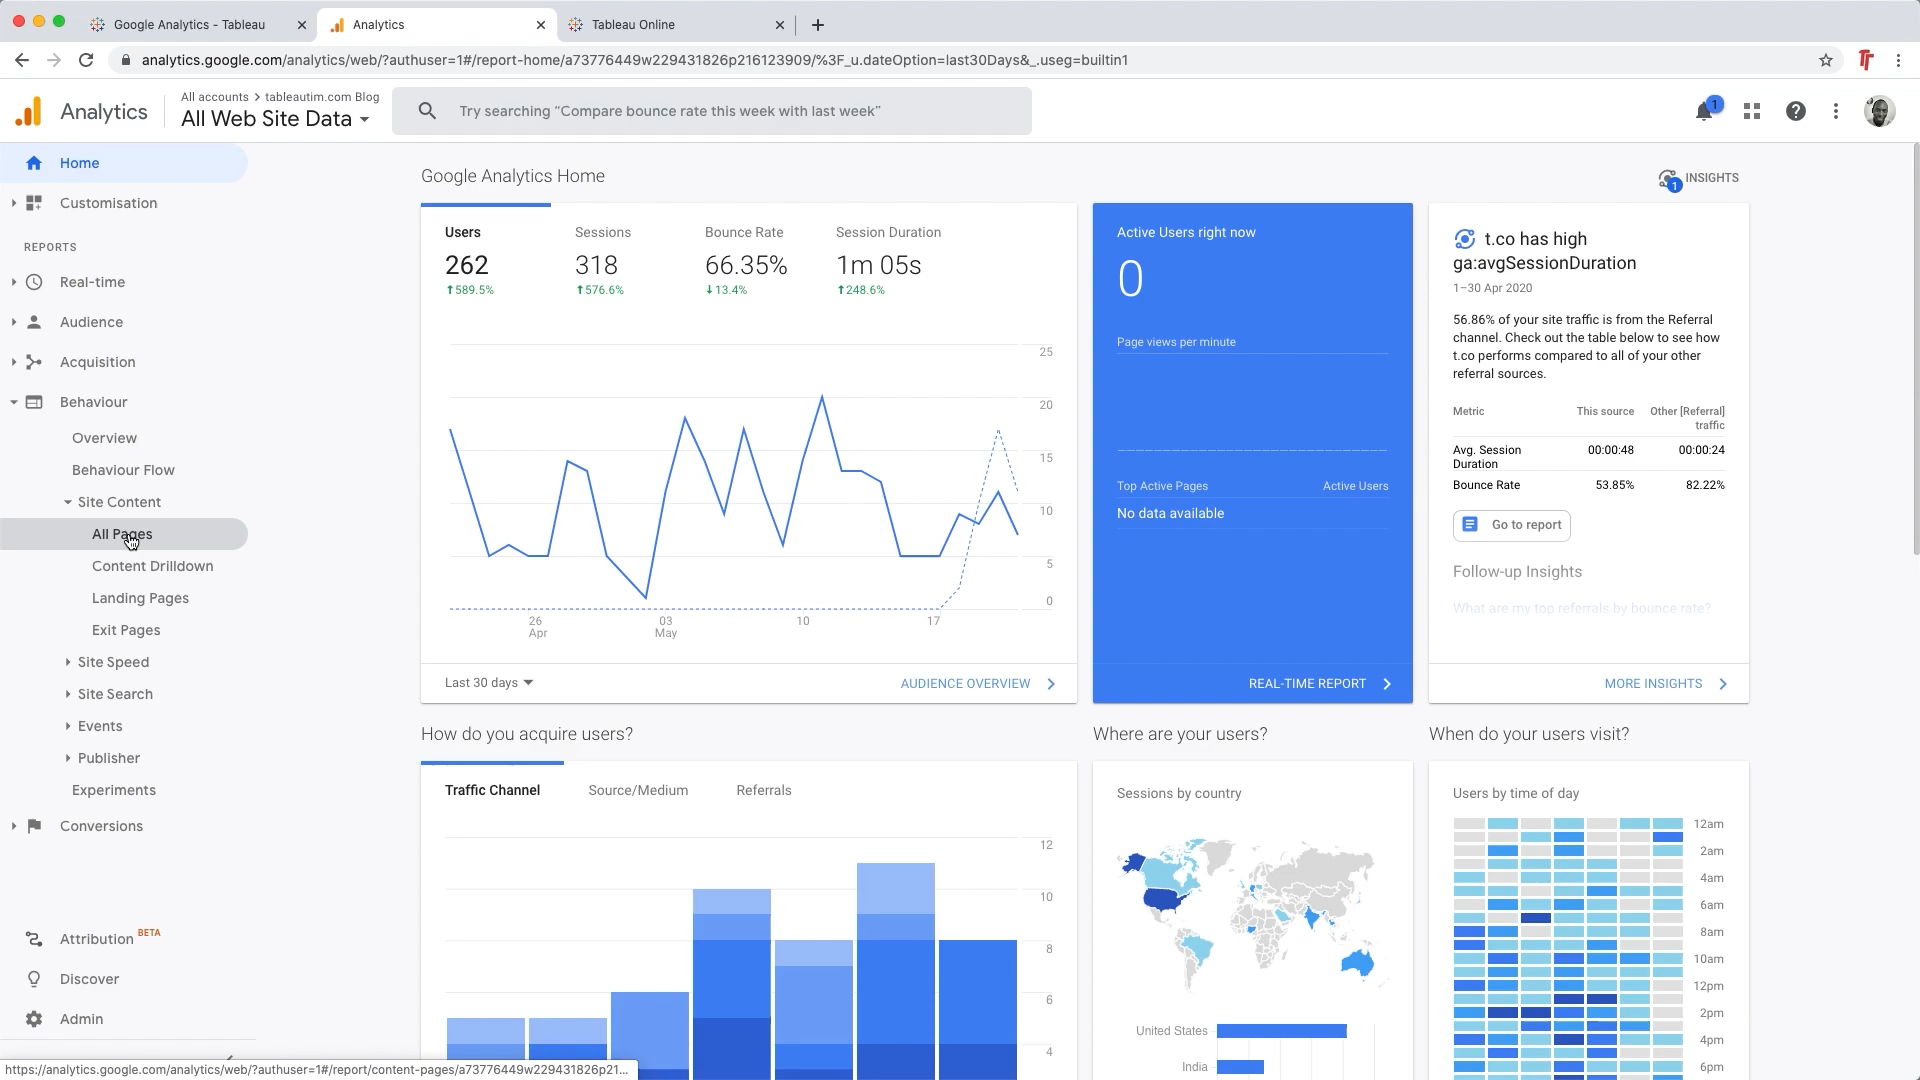 Google Analytics - Tableau
Analytics
Tableau Online
analytics.google.com/analytics/web/?authuser=1#/report-home/a73776449w229431826p216123909/%3F_u.dateOption=last30Days&_.useg=builtin1
Analytics
All accounts > tableautim.com Blog
All Web Site Data
Try searching “Compare bounce rate this week with last week”
1
Home
Customisation
REPORTS
Real-time
Audience
Acquisition
Behaviour
Overview
Behaviour Flow
Site Content
All Pages
Content Drilldown
Landing Pages
Exit Pages
Site Speed
Site Search
Events
Publisher
Experiments
Conversions
Attribution BETA
Discover
Admin
https://analytics.google.com/analytics/web/?authuser=1#/report/content-pages/a73776449w229431826p21...
Google Analytics Home
1
INSIGHTS
Users
262
589.5%
Sessions
318
576.6%
Bounce Rate
66.35%
13.4%
Session Duration
1m 05s
248.6%
25
20
15
10
5
0
26 Apr
03 May
10
17
Last 30 days
AUDIENCE OVERVIEW
Active Users right now
0
Page views per minute
Top Active Pages Active Users
No data available
REAL-TIME REPORT
t.co has high
ga:avgSessionDuration
1–30 Apr 2020
56.86% of your site traffic is from the Referral
channel. Check out the table below to see how
t.co performs compared to all of your other
referral sources.
Metric This source Other [Referral] traffic
Avg. Session Duration 00:00:48 00:00:24
Bounce Rate 53.85% 82.22%
Go to report
Follow-up Insights
What are my top referrals by bounce rate?
MORE INSIGHTS
How do you acquire users?
Traffic Channel
Source/Medium
Referrals
12
10
8
6
4
Where are your users?
Sessions by country
United States
India
When do your users visit?
Users by time of day
12am
2am
4am
6am
8am
10am
12pm
2pm
4pm
6pm